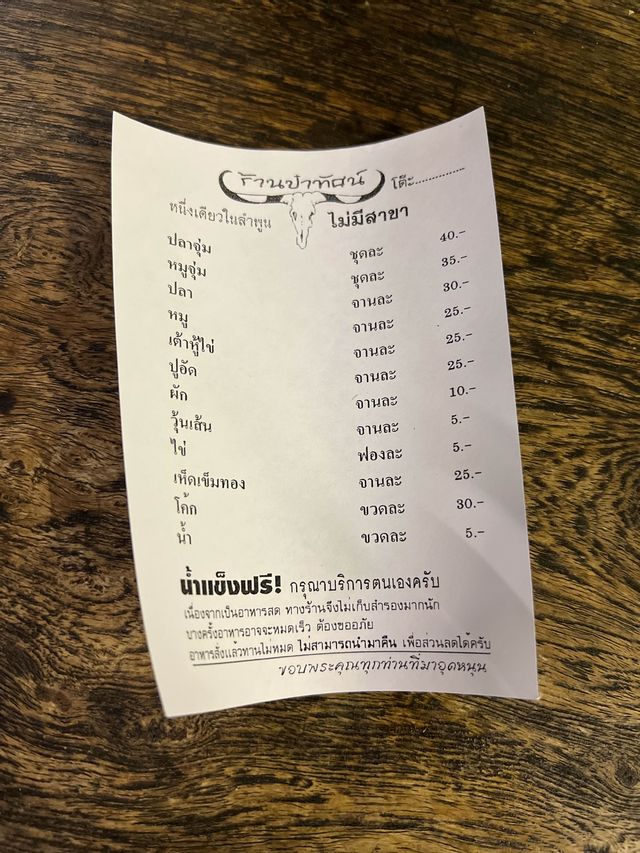 ร้านป้าทัศน์ โต๊ะ................
หนึ่งเดียวในลำพูน ไม่มีสาขา
ปลาจุ่ม ชุดละ 40.-
หมูจุ่ม ชุดละ 35.-
ปลา จานละ 30.-
หมู จานละ 25.-
เต้าหู้ไข่ จานละ 25.-
ปูอัด จานละ 25.-
ผัก จานละ 10.-
วุ้นเส้น จานละ 5.-
ไข่ ฟองละ 5.-
เห็ดเข็มทอง จานละ 25.-
โค้ก ขวดละ 30.-
น้ำ ขวดละ 5.-
น้ำแข็งฟรี! กรุณาบริการตนเองครับ
เนื่องจากเป็นอาหารสด ทางร้านจึงไม่เก็บสำรองมากนัก
บางครั้งอาหารอาจจะหมดเร็ว ต้องขออภัย
อาหารสั่งแล้วทานไม่หมด ไม่สามารถนำมาคืน เพื่อส่วนลดได้ครับ
ขอบพระคุณทุกท่านที่มาอุดหนุน